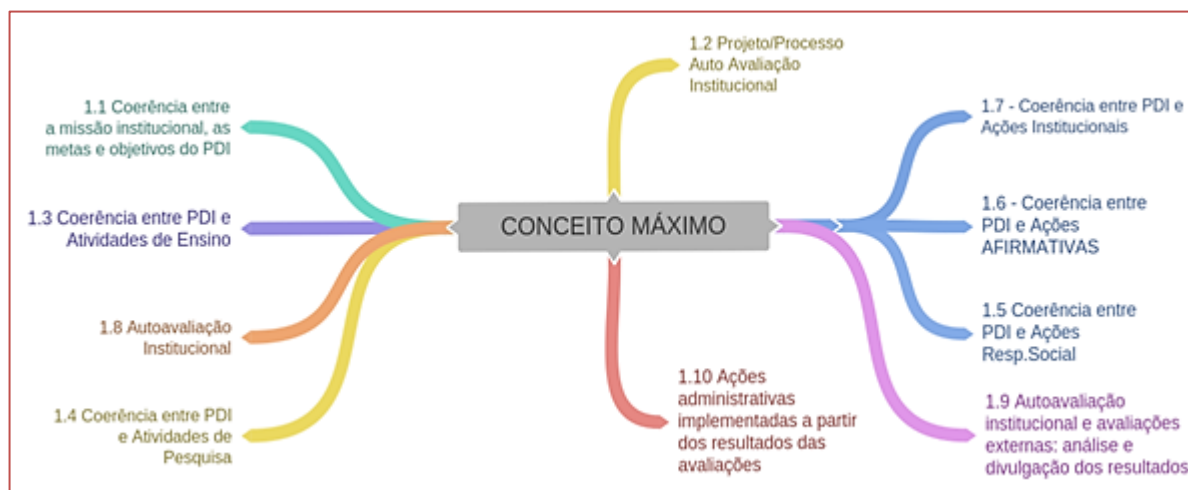 1.2 Projeto/Processo
Auto Avaliação
Institucional
1.1 Coerência entre
a missão institucional, as
metas e objetivos do PDI
1.7 - Coerência entre PDI e
Ações Institucionais
1.3 Coerência entre PDI e
Atividades de Ensino
CONCEITO MÁXIMO
1.6 - Coerência entre
PDI e Ações
AFIRMATIVAS
1.8 Autoavaliação
Institucional
1.5 Coerência entre
PDI e Ações
Resp.Social
1.4 Coerência entre PDI
e Atividades de
Pesquisa
1.10 Ações
administrativas
implementadas a partir
dos resultados das
avaliações
1.9 Autoavaliação
institucional e avaliações
externas: análise e
divulgação dos resultados